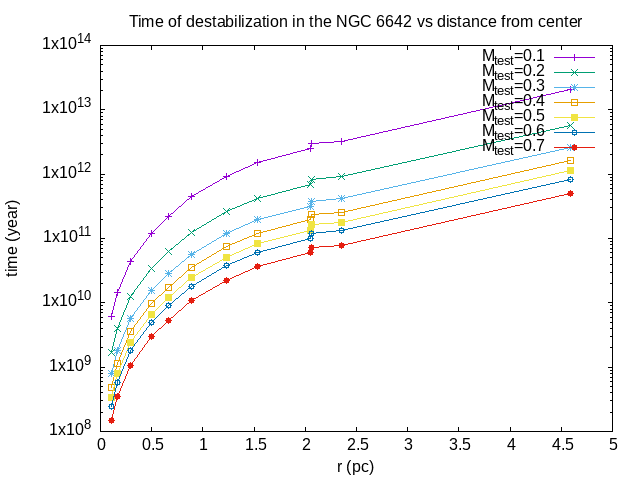 Time of destabilization in the NGC 6642 vs distance from center
1x10^14
1x10^13
1x10^12
1x10^11
1x10^10
1x10^9
1x10^8
time (year)
M_test=0.1
M_test=0.2
M_test=0.3
M_test=0.4
M_test=0.5
M_test=0.6
M_test=0.7
0 0.5 1 1.5 2 2.5 3 3.5 4 4.5 5
r (pc)